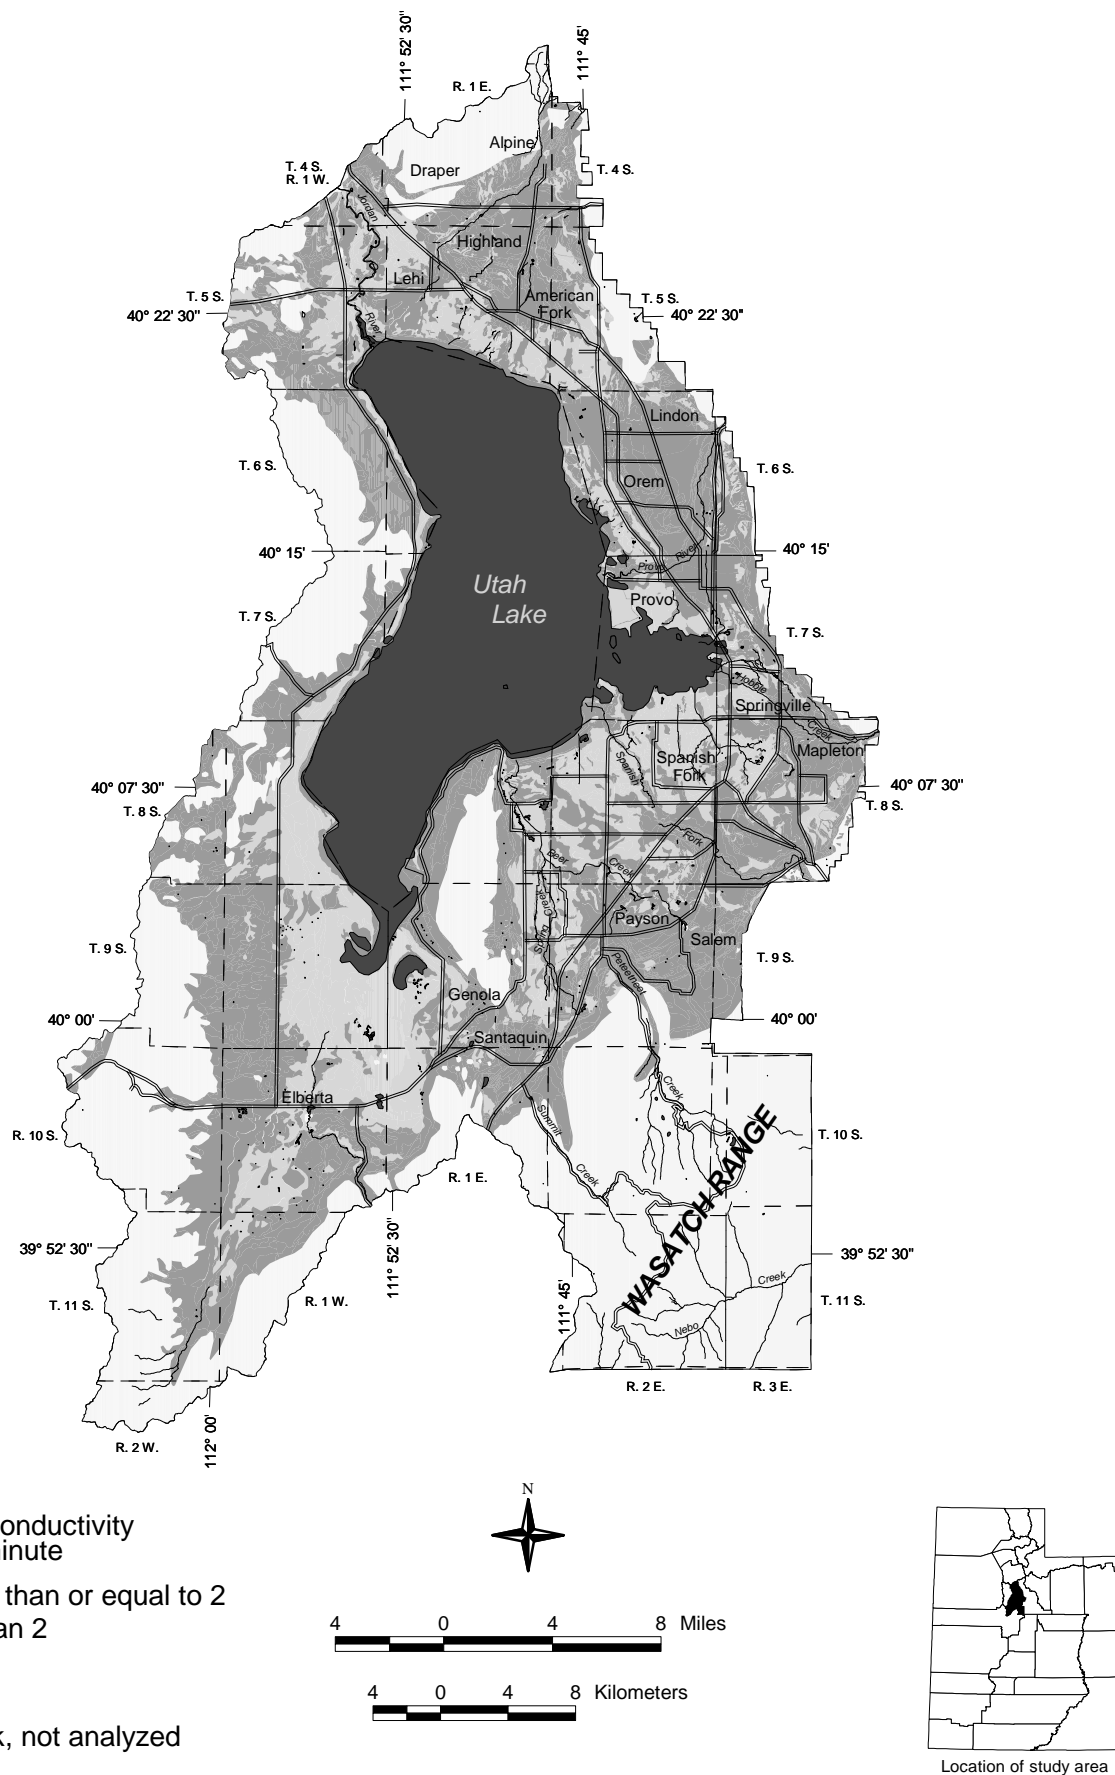 111° 52' 30"
111° 45'
R. 1 E.
Alpine
T. 4 S.
R. 1 W.
Draper
T. 4 S.
Jordan
Highland
Lehi
T. 5 S.
American
Fork
T. 5 S.
40° 22' 30"
River
40° 22' 30"
Lindon
T. 6 S.
T. 6 S.
Orem
40° 15'
40° 15'
River
Provo
Utah
Lake
Provo
T. 7 S.
T. 7 S.
Hobble
Springville
Creek
Mapleton
Spanish
Spanish
Fork
40° 07' 30"
40° 07' 30"
T. 8 S.
T. 8 S.
Fork
Beer
Creek
Spring Creek
Payson
Salem
T. 9 S.
T. 9 S.
Peteetneet
Genola
40° 00'
40° 00'
Santaquin
Creek
Elberta
Summit
R. 10 S.
T. 10 S.
WASATCH RANGE
R. 1 E.
Creek
39° 52' 30"
111° 52' 30"
39° 52' 30"
Creek
T. 11 S.
R. 1 W.
111° 45'
T. 11 S.
Nebo
R. 2 E.
R. 3 E.
R. 2 W.
112° 00'
N
onductivity
inute
than or equal to 2
an 2
4 0 4 8 Miles
4 0 4 8 Kilometers
, not analyzed
Location of study area